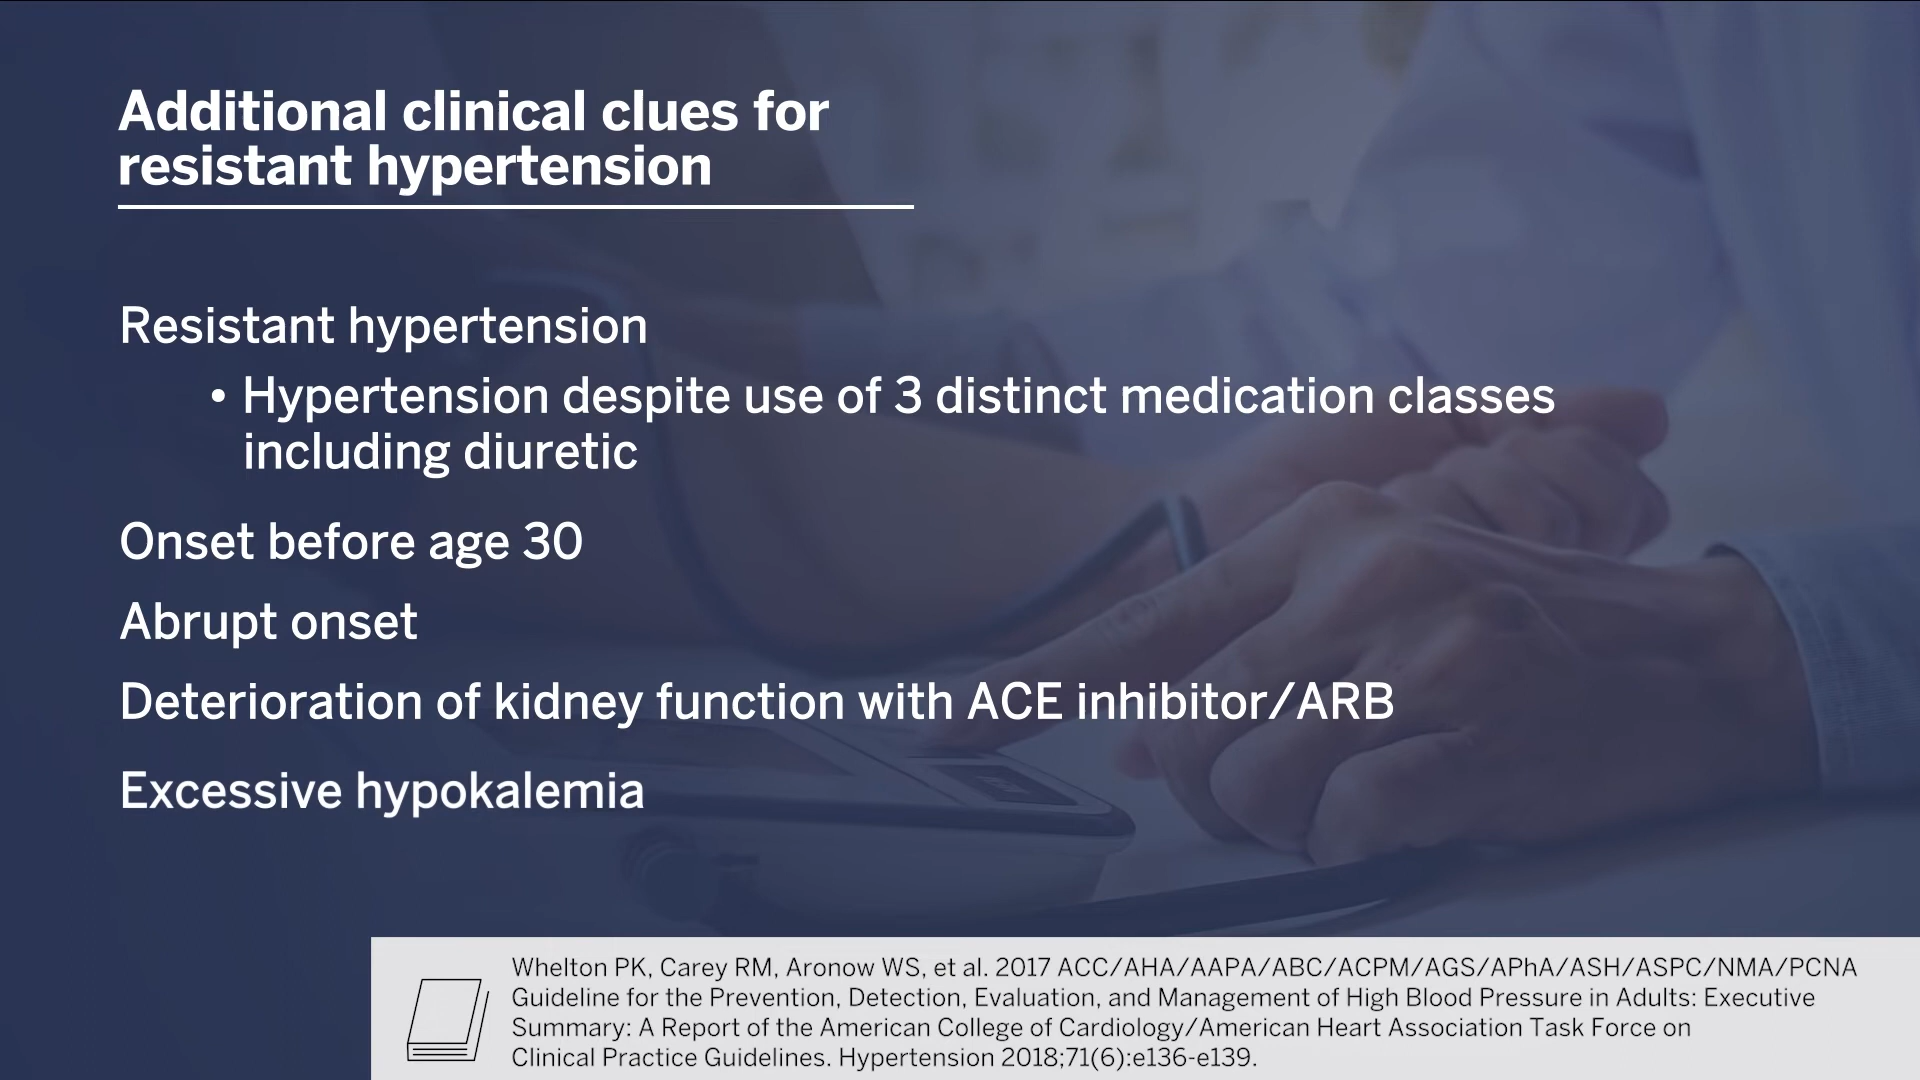 Additional clinical clues for
resistant hypertension
Resistant hypertension
• Hypertension despite use of 3 distinct medication classes
including diuretic
Onset before age 30
Abrupt onset
Deterioration of kidney function with ACE inhibitor/ARB
Excessive hypokalemia
Whelton PK, Carey RM, Aronow WS, et al. 2017 ACC/AHA/AAPA/ABC/ACPM/AGS/APhA/ASH/ASPC/NMA/PCNA
Guideline for the Prevention, Detection, Evaluation, and Management of High Blood Pressure in Adults: Executive
Summary: A Report of the American College of Cardiology/American Heart Association Task Force on
Clinical Practice Guidelines. Hypertension 2018;71(6):e136-e139.